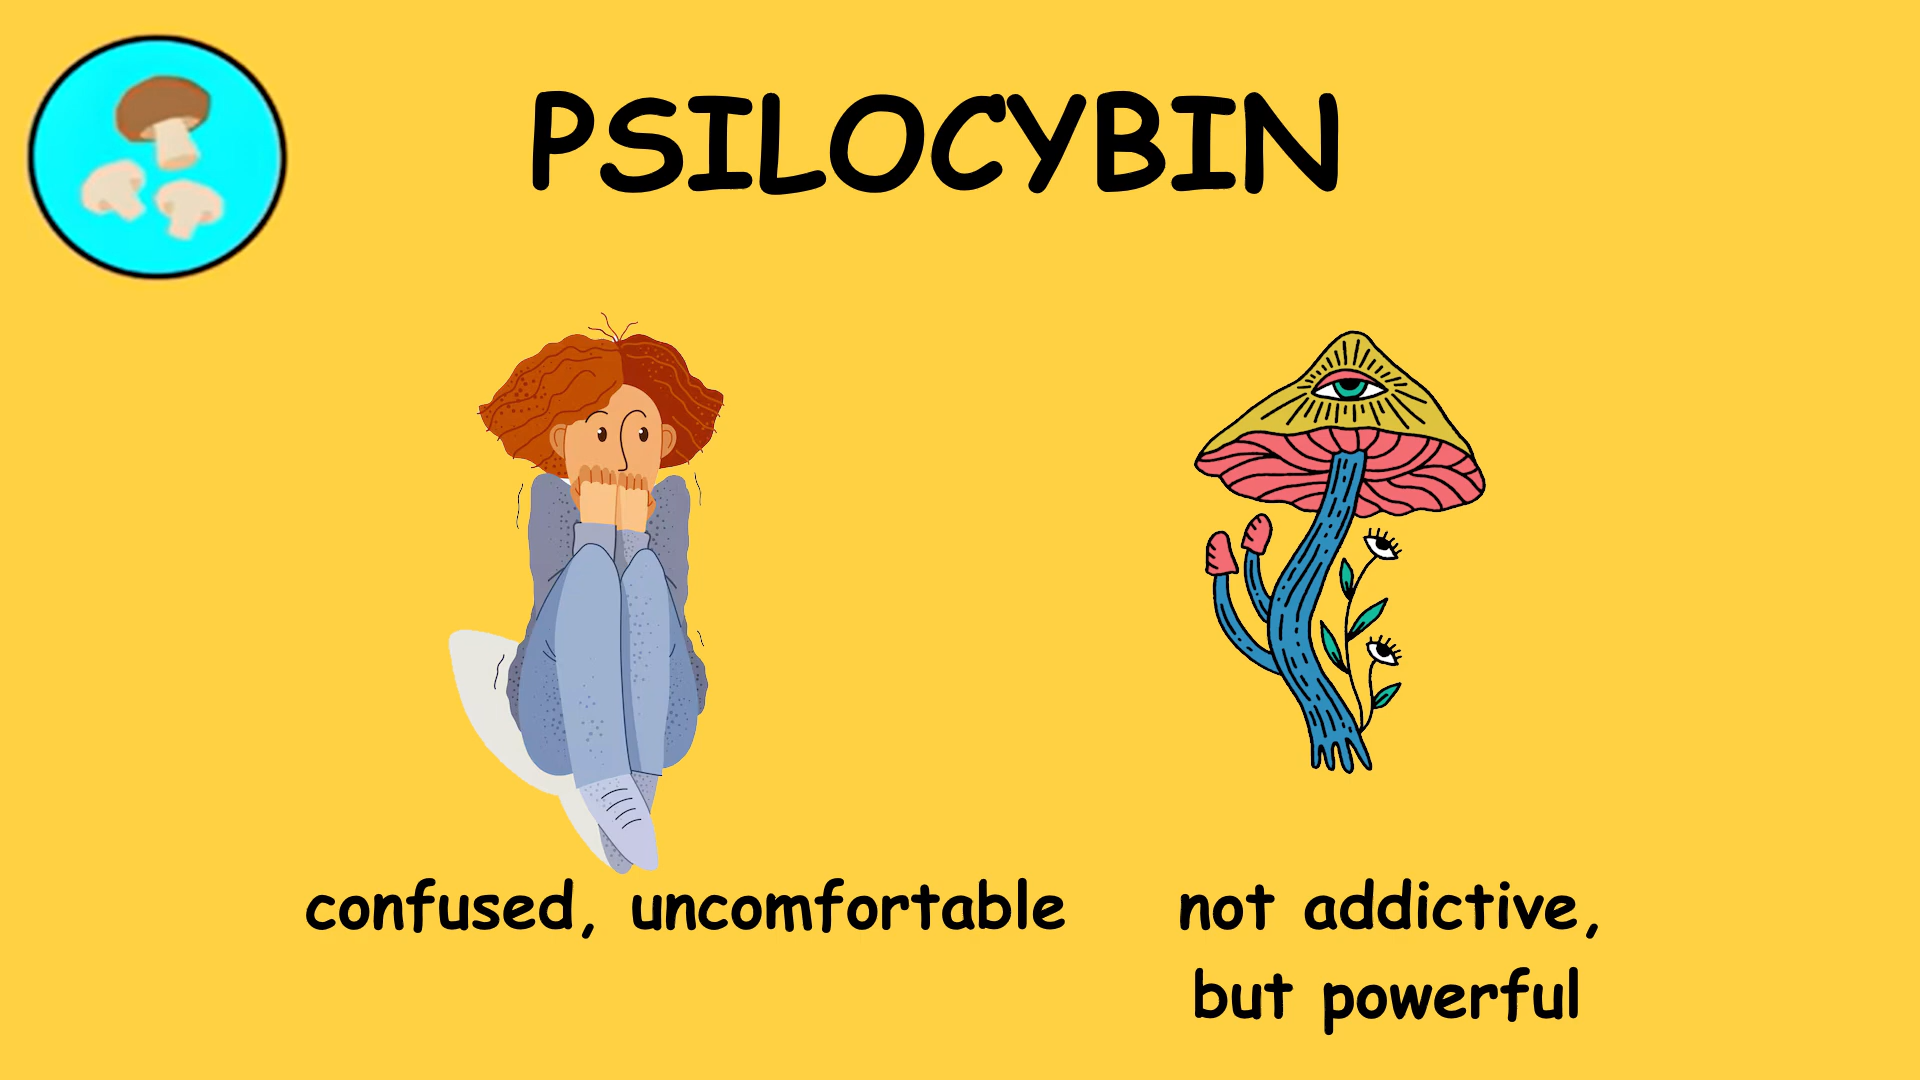 PSILOCYBIN
confused, uncomfortable
not addictive,
but powerful